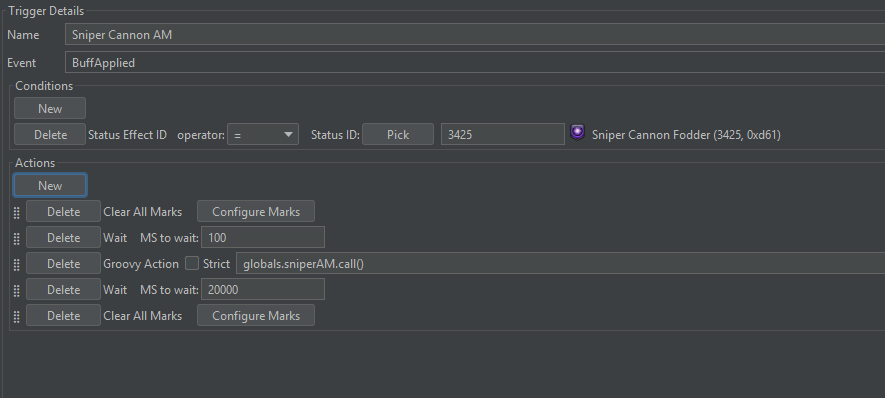 Trigger Details
Name Sniper Cannon AM
Event BuffApplied
Conditions
New
Delete Status Effect ID operator: = Status ID: Pick 3425 Sniper Cannon Fodder (3425, 0xd61)
Actions
New
Delete Clear All Marks Configure Marks
Delete Wait MS to wait: 100
Delete Groovy Action Strict globals.sniperAM.call()
Delete Wait MS to wait: 20000
Delete Clear All Marks Configure Marks